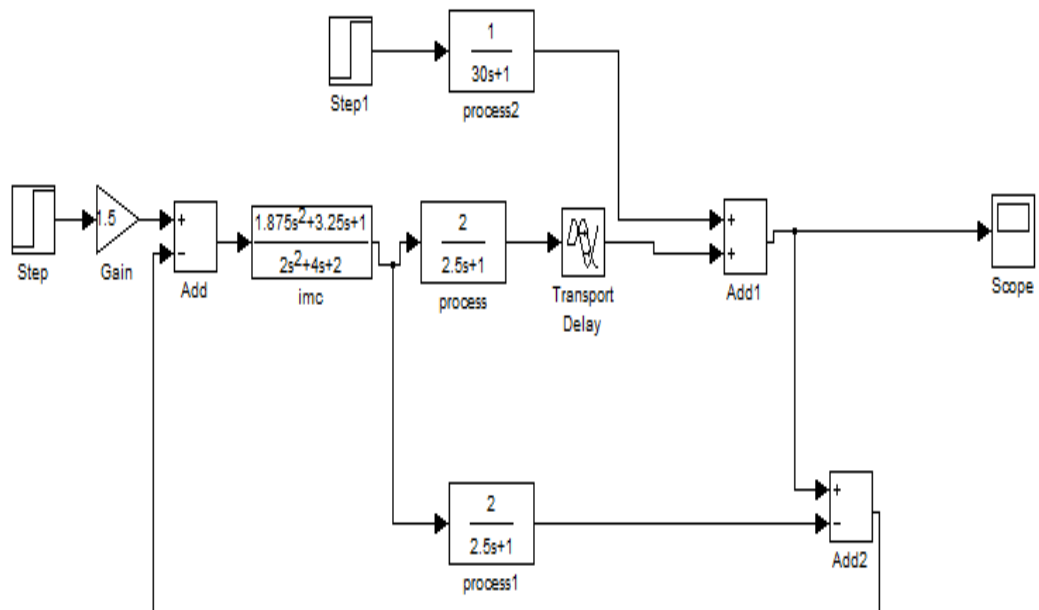 1
30s+1
Step1
process2
1.5
+
−
1.875s²+3.25s+1
2s²+4s+2
2
2.5s+1
+
+
Step
Gain
Add
imc
process
Transport
Delay
Add1
Scope
2
2.5s+1
+
−
process1
Add2